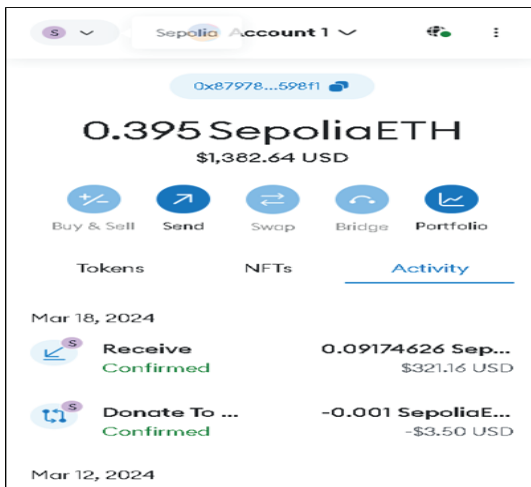 S
Sepolia Account 1
0x87978...598f1
0.395 SepoliaETH
$1,382.64 USD
Buy & Sell Send Swap Bridge Portfolio
Tokens NFTs Activity
Mar 18, 2024
S
Receive 0.09174626 Sep...
Confirmed $321.16 USD
S
Donate To ... -0.001 SepoliaE...
Confirmed -$3.50 USD
Mar 12, 2024